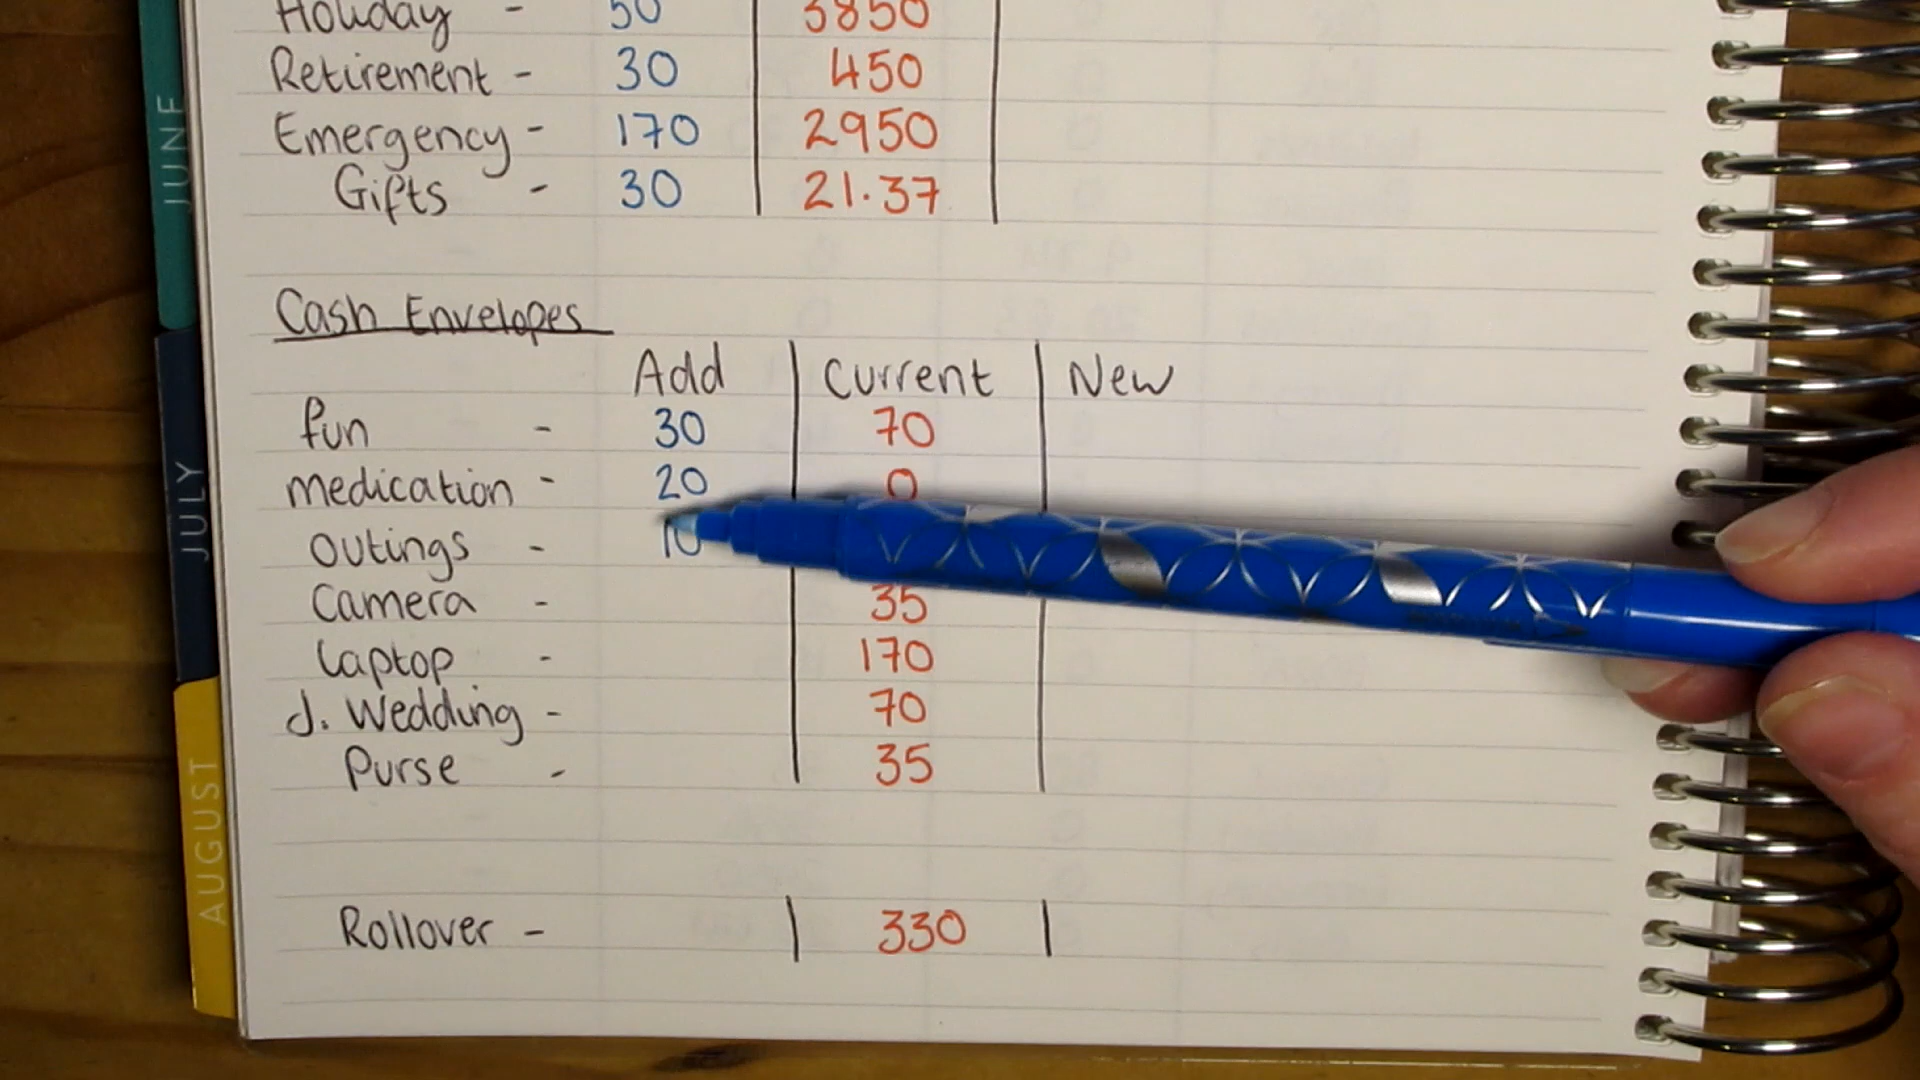 Holiday - 50 3850
Retirement - 30 450
Emergency - 170 2950
Gifts - 30 21.37
Cash Envelopes
Add Current New
fun - 30 70
medication - 20 0
outings - 10
Camera - 35
Laptop - 170
J. Wedding - 70
Purse - 35
Rollover - 330
JUNE
JULY
AUGUST